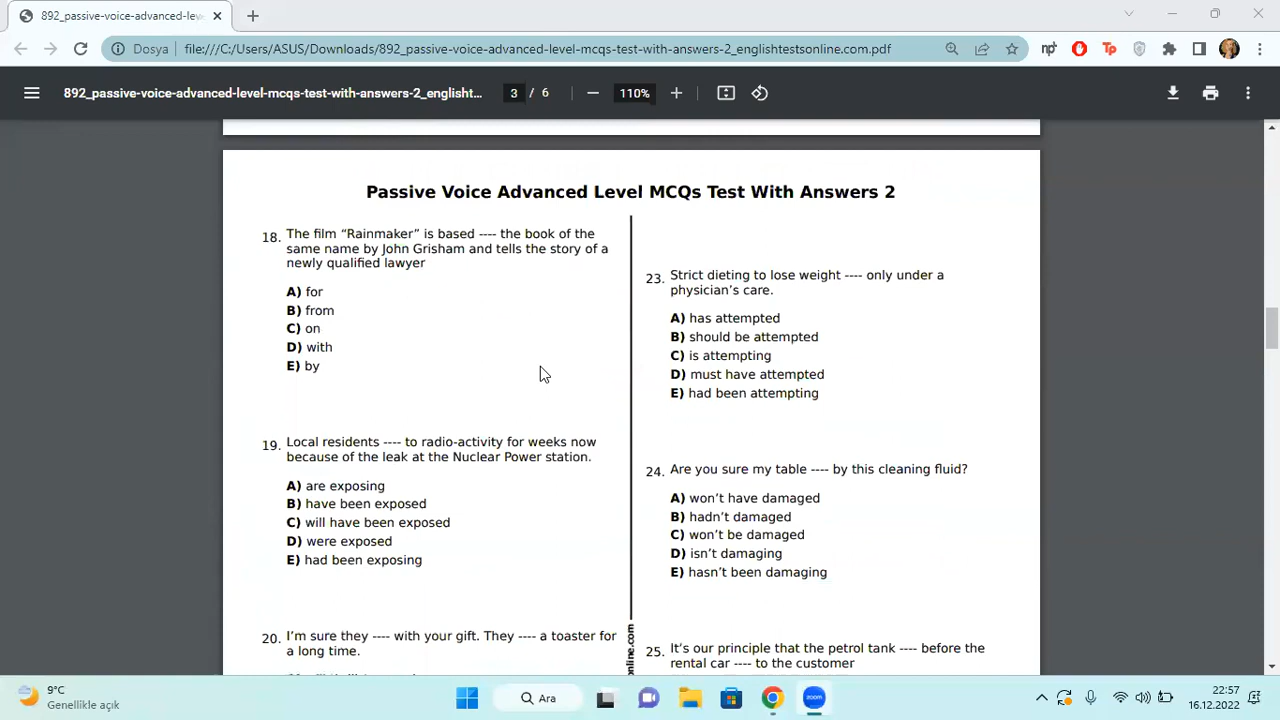 892_passive-voice-advanced-lev
Dosya
file:///C:/Users/ASUS/Downloads/892_passive-voice-advanced-level-mcqs-test-with-answers-2_englishtestsonline.com.pdf
892_passive-voice-advanced-level-mcqs-test-with-answers-2_englisht...
3 / 6
110%
Passive Voice Advanced Level MCQs Test With Answers 2
18. The film “Rainmaker” is based ---- the book of the
same name by John Grisham and tells the story of a
newly qualified lawyer
A) for
B) from
C) on
D) with
E) by
19. Local residents ---- to radio-activity for weeks now
because of the leak at the Nuclear Power station.
A) are exposing
B) have been exposed
C) will have been exposed
D) were exposed
E) had been exposing
20. I’m sure they ---- with your gift. They ---- a toaster for
a long time.
23. Strict dieting to lose weight ---- only under a
physician’s care.
A) has attempted
B) should be attempted
C) is attempting
D) must have attempted
E) had been attempting
24. Are you sure my table ---- by this cleaning fluid?
A) won’t have damaged
B) hadn’t damaged
C) won’t be damaged
D) isn’t damaging
E) hasn’t been damaging
25. It’s our principle that the petrol tank ---- before the
rental car ---- to the customer
online.com
9°C
Genellikle açık
Ara
zoom
22:57
16.12.2022